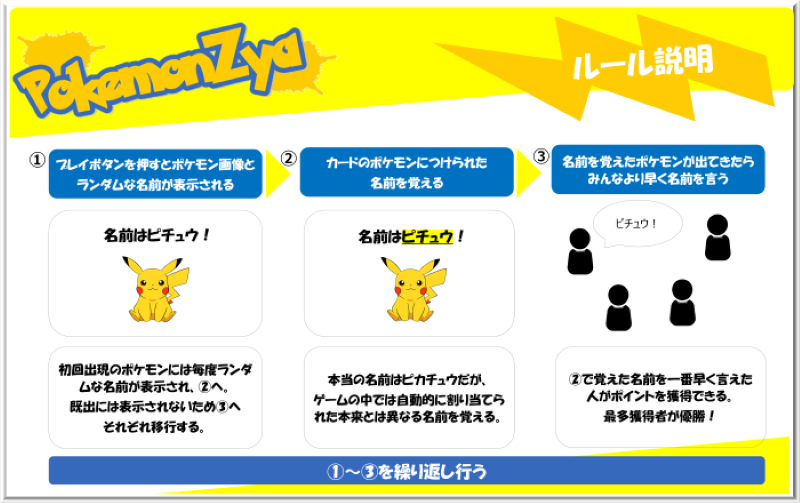 PokemonZya
ルール説明
①
プレイボタンを押すとポケモン画像と
ランダムな名前が表示される
②
カードのポケモンにつけられた
名前を覚える
③
名前を覚えたポケモンが出てきたら
みんなより早く名前を言う
名前はピチュウ！
名前はピチュウ！
ピチュウ！
初回出現のポケモンには毎度ランダ
ムな名前が表示され、②へ。
既出には表示されないため③へ
それぞれ移行する。
本当の名前はピカチュウだが、
ゲームの中では自動的に割り当てら
れた本来とは異なる名前を覚える。
②で覚えた名前を一番早く言えた
人がポイントを獲得できる。
最多獲得者が優勝！
①～③を繰り返し行う